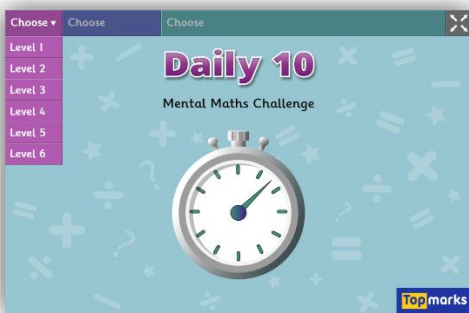 Choose ▾ Choose Choose
Level 1
Level 2
Level 3
Level 4
Level 5
Level 6
Daily 10
Mental Maths Challenge
Topmarks